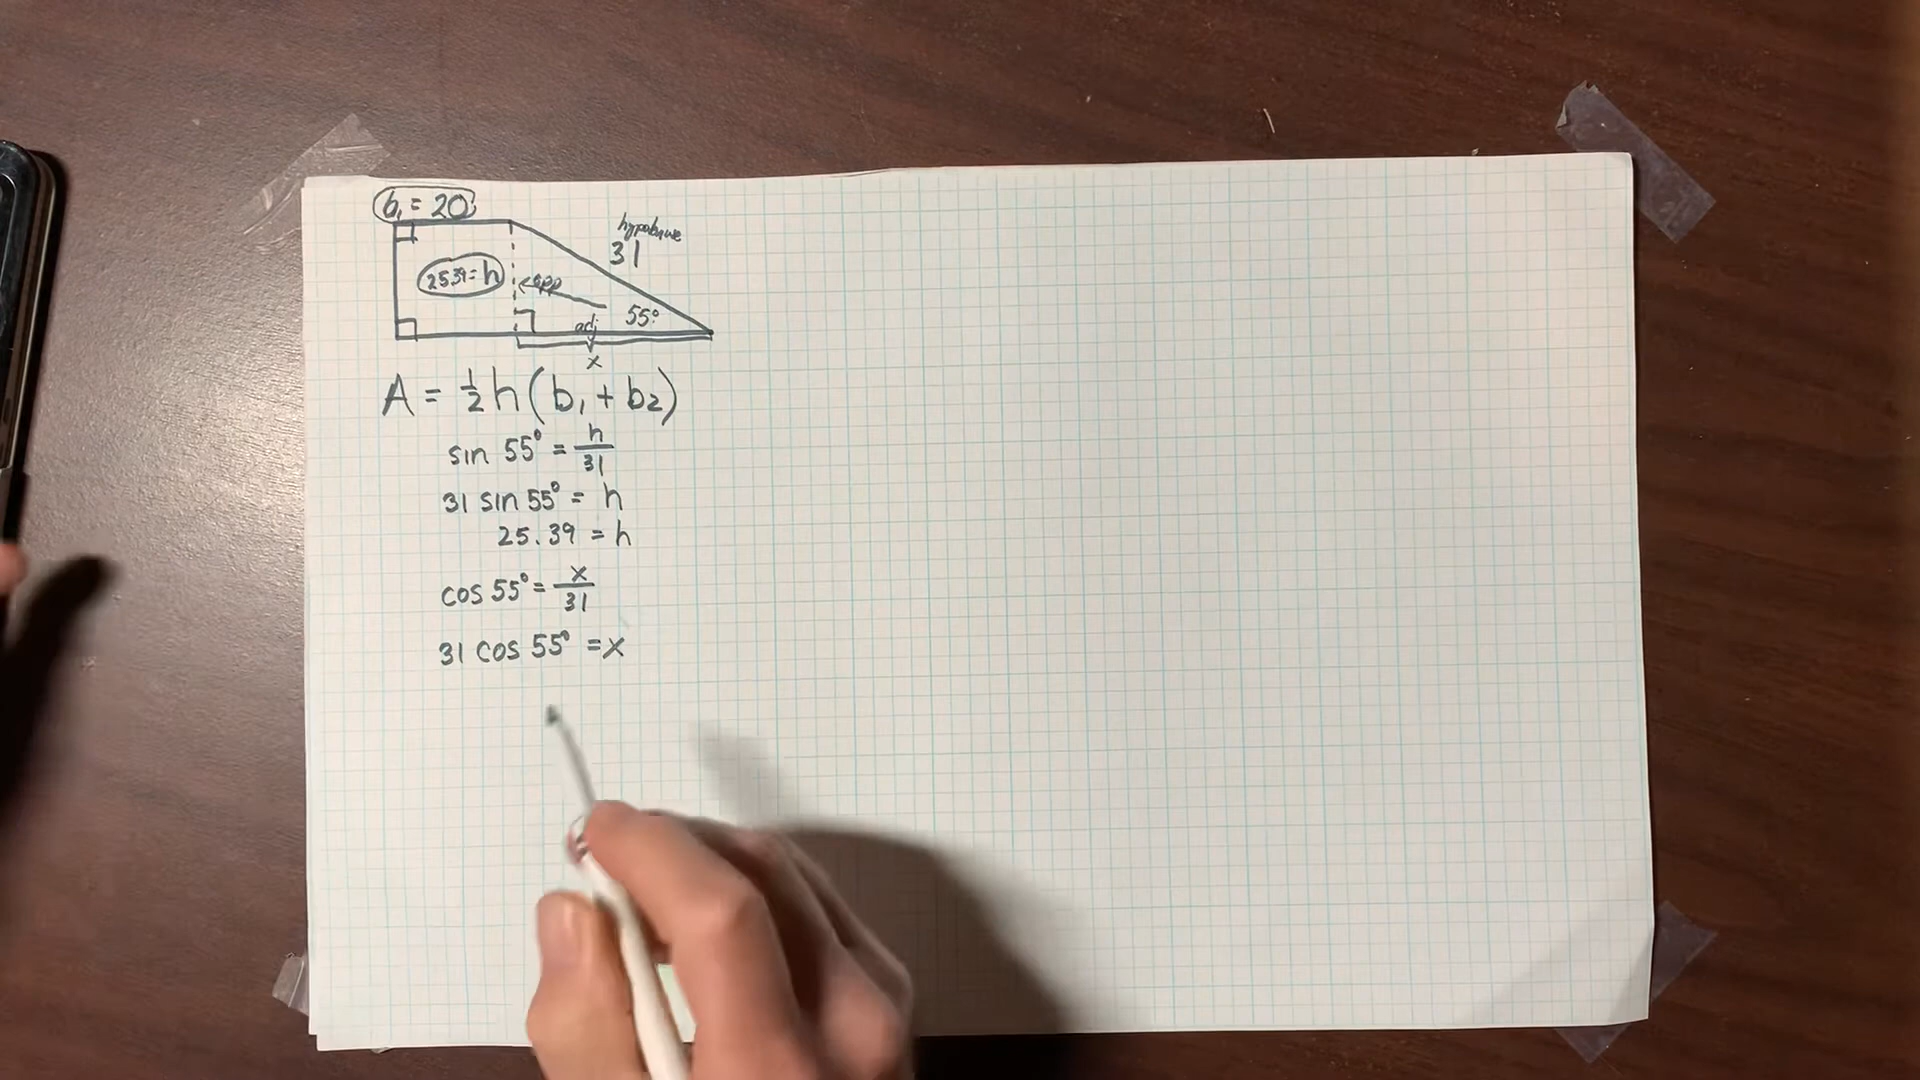 b₁ = 20
hypotenuse
31
25.39 = h
opp
55°
adj
x
A = ½h(b₁ + b₂)
sin 55° = h/31
31 sin 55° = h
25.39 = h
cos 55° = x/31
31 cos 55° = x